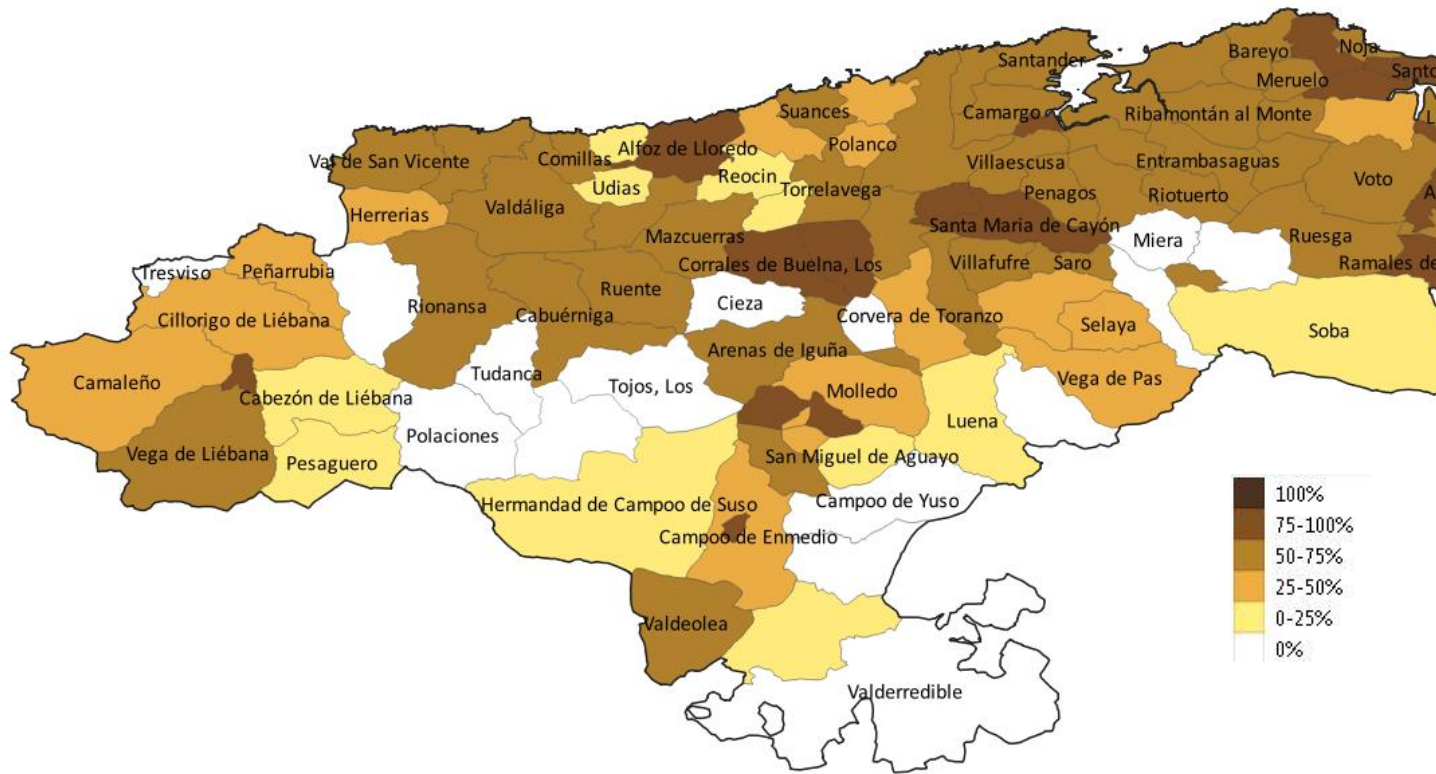 Santander
Bareyo
Noja
Meruelo
Santo
Suances
Camargo
Ribamontán al Monte
L
Val de San Vicente
Comillas
Alfoz de Lloredo
Polanco
Villaescusa
Entrambasaguas
Udias
Reocin
Torrelavega
Penagos
Riotuerto
Voto
A
Herrerias
Valdáliga
Mazcuerras
Santa Maria de Cayón
Miera
Ruesga
Tresviso
Peñarrubia
Corrales de Buelna, Los
Villafufre
Saro
Ramales de
Rionansa
Ruente
Cieza
Cillorigo de Liébana
Cabuérniga
Corvera de Toranzo
Selaya
Soba
Arenas de Iguña
Camaleño
Tudanca
Tojos, Los
Molledo
Vega de Pas
Cabezón de Liébana
Luena
Polaciones
Vega de Liébana
Pesaguero
San Miguel de Aguayo
Hermandad de Campoo de Suso
Campoo de Yuso
Campoo de Enmedio
Valdeolea
Valderredible
100%
75-100%
50-75%
25-50%
0-25%
0%